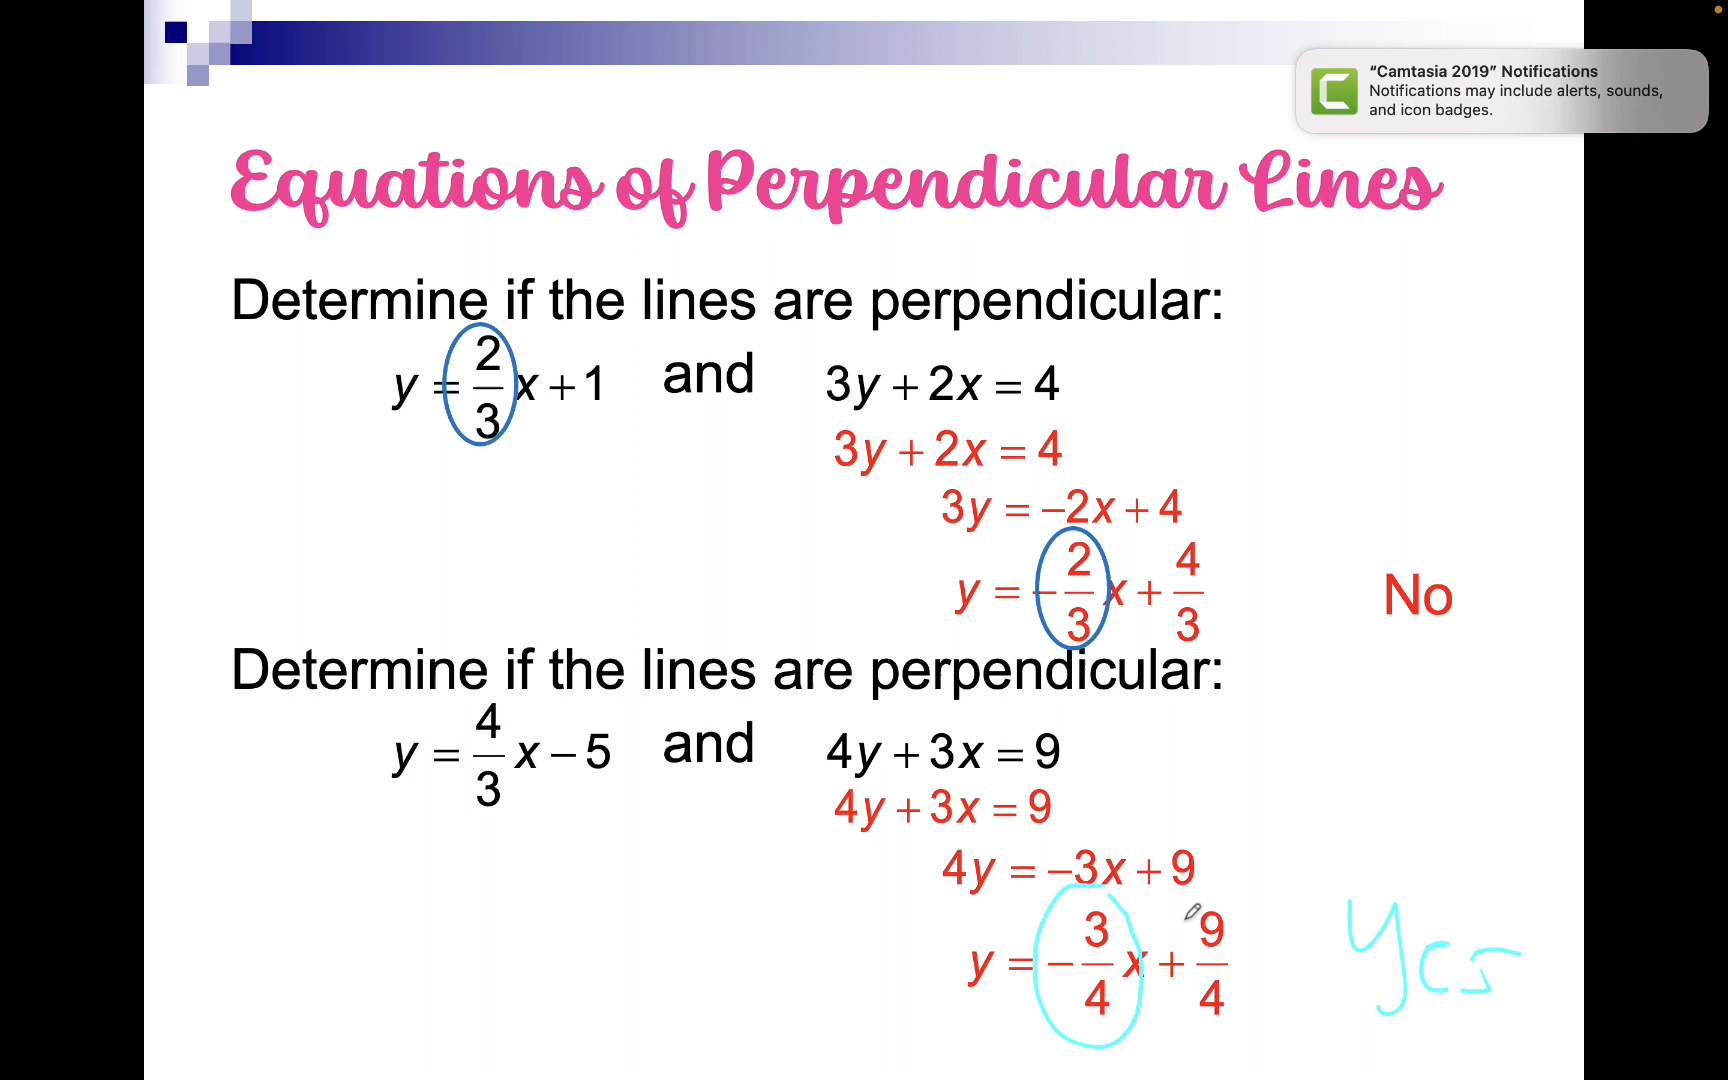 “Camtasia 2019” Notifications
Notifications may include alerts, sounds,
and icon badges.
Equations of Perpendicular Lines
Determine if the lines are perpendicular:
y = 2/3 x + 1 and 3y + 2x = 4
3y + 2x = 4
3y = −2x + 4
y = −2/3 x + 4/3 No
Determine if the lines are perpendicular:
y = 4/3 x − 5 and 4y + 3x = 9
4y + 3x = 9
4y = −3x + 9
y = −3/4 x + 9/4 Yes